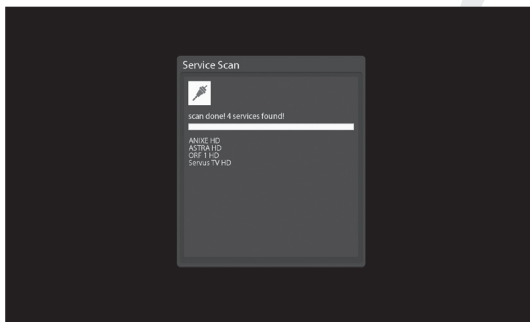 Service Scan
scan done! 4 services found!
ANIXE HD
ASTRA HD
ORF 1 HD
Servus TV HD